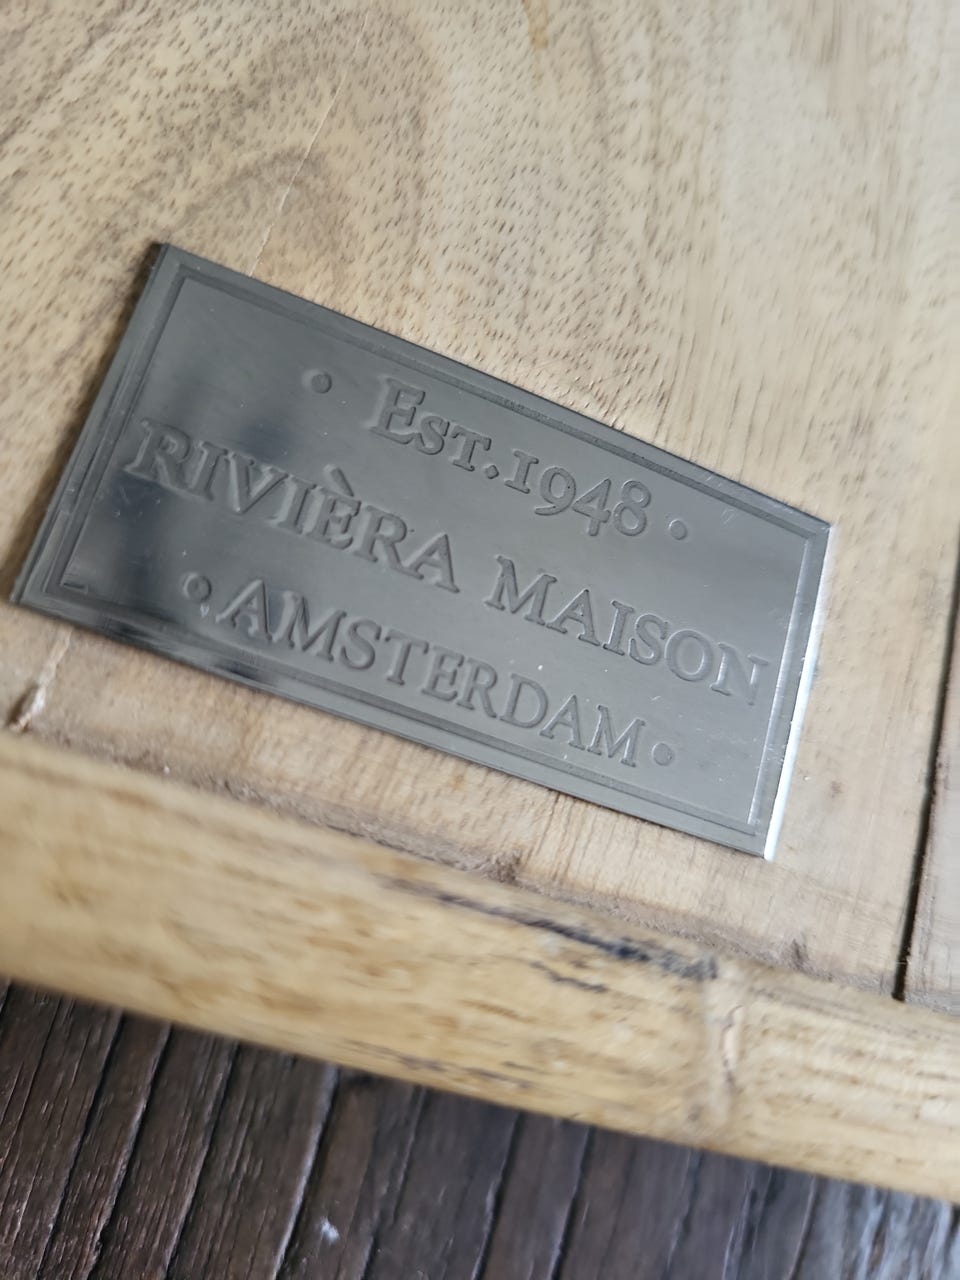 • EST.1948 •
RIVIÈRA MAISON
• AMSTERDAM •